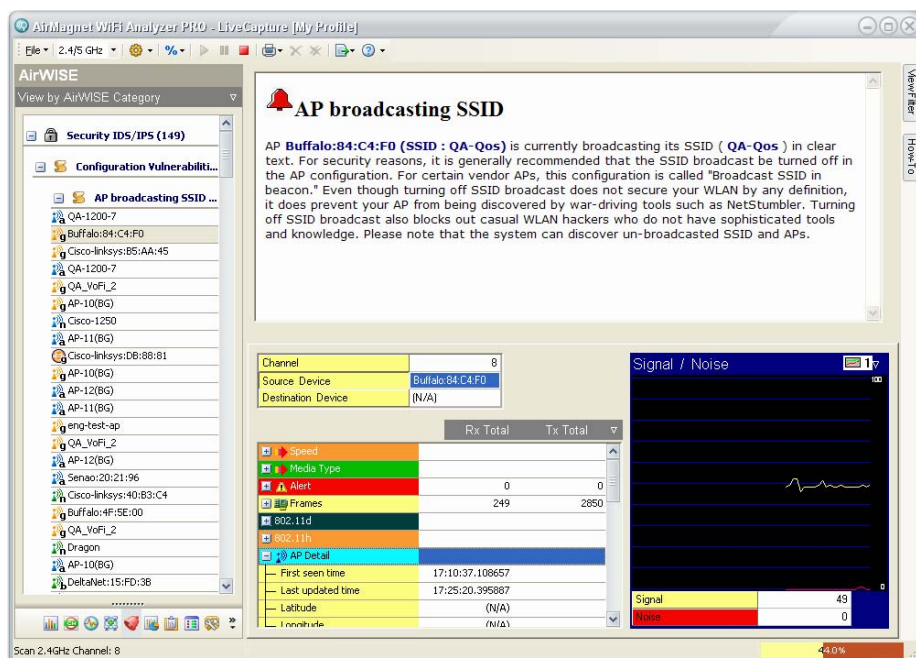 AirMagnet WiFi Analyzer PRO - LiveCapture [My Profile]
File 2.4/5 GHz %
AirWISE
View by AirWISE Category
Security IDS/IPS (149)
Configuration Vulnerabiliti...
AP broadcasting SSID ...
a QA-1200-7
g Buffalo:84:C4:F0
g Cisco-linksys:B5:AA:45
a QA-1200-7
g QA_VoFi_2
g AP-10(BG)
n Cisco-1250
a AP-11(BG)
g Cisco-linksys:DB:88:81
g AP-10(BG)
a AP-12(BG)
a AP-11(BG)
g eng-test-ap
g QA_VoFi_2
a AP-12(BG)
a Senao:20:21:96
n Cisco-linksys:40:B3:C4
g Buffalo:4F:5E:00
g QA_VoFi_2
n Dragon
a AP-10(BG)
b DeltaNet:15:FD:3B
AP broadcasting SSID
AP Buffalo:84:C4:F0 (SSID : QA-Qos) is currently broadcasting its SSID ( QA-Qos ) in clear
text. For security reasons, it is generally recommended that the SSID broadcast be turned off in
the AP configuration. For certain vendor APs, this configuration is called "Broadcast SSID in
beacon." Even though turning off SSID broadcast does not secure your WLAN by any definition,
it does prevent your AP from being discovered by war-driving tools such as NetStumbler. Turning
off SSID broadcast also blocks out casual WLAN hackers who do not have sophisticated tools
and knowledge. Please note that the system can discover un-broadcasted SSID and APs.
View Filter
How-To
Channel 8
Source Device Buffalo:84:C4:F0
Destination Device (N/A)
Rx Total Tx Total
Speed
Media Type
Alert 0 0
Frames 249 2850
802.11d
802.11h
AP Detail
First seen time 17:10:37.108657
Last updated time 17:25:20.395887
Latitude (N/A)
Longitude (N/A)
Signal / Noise 1
100
0
Signal 49
Noise 0
Scan 2.4GHz Channel: 8
44.0%